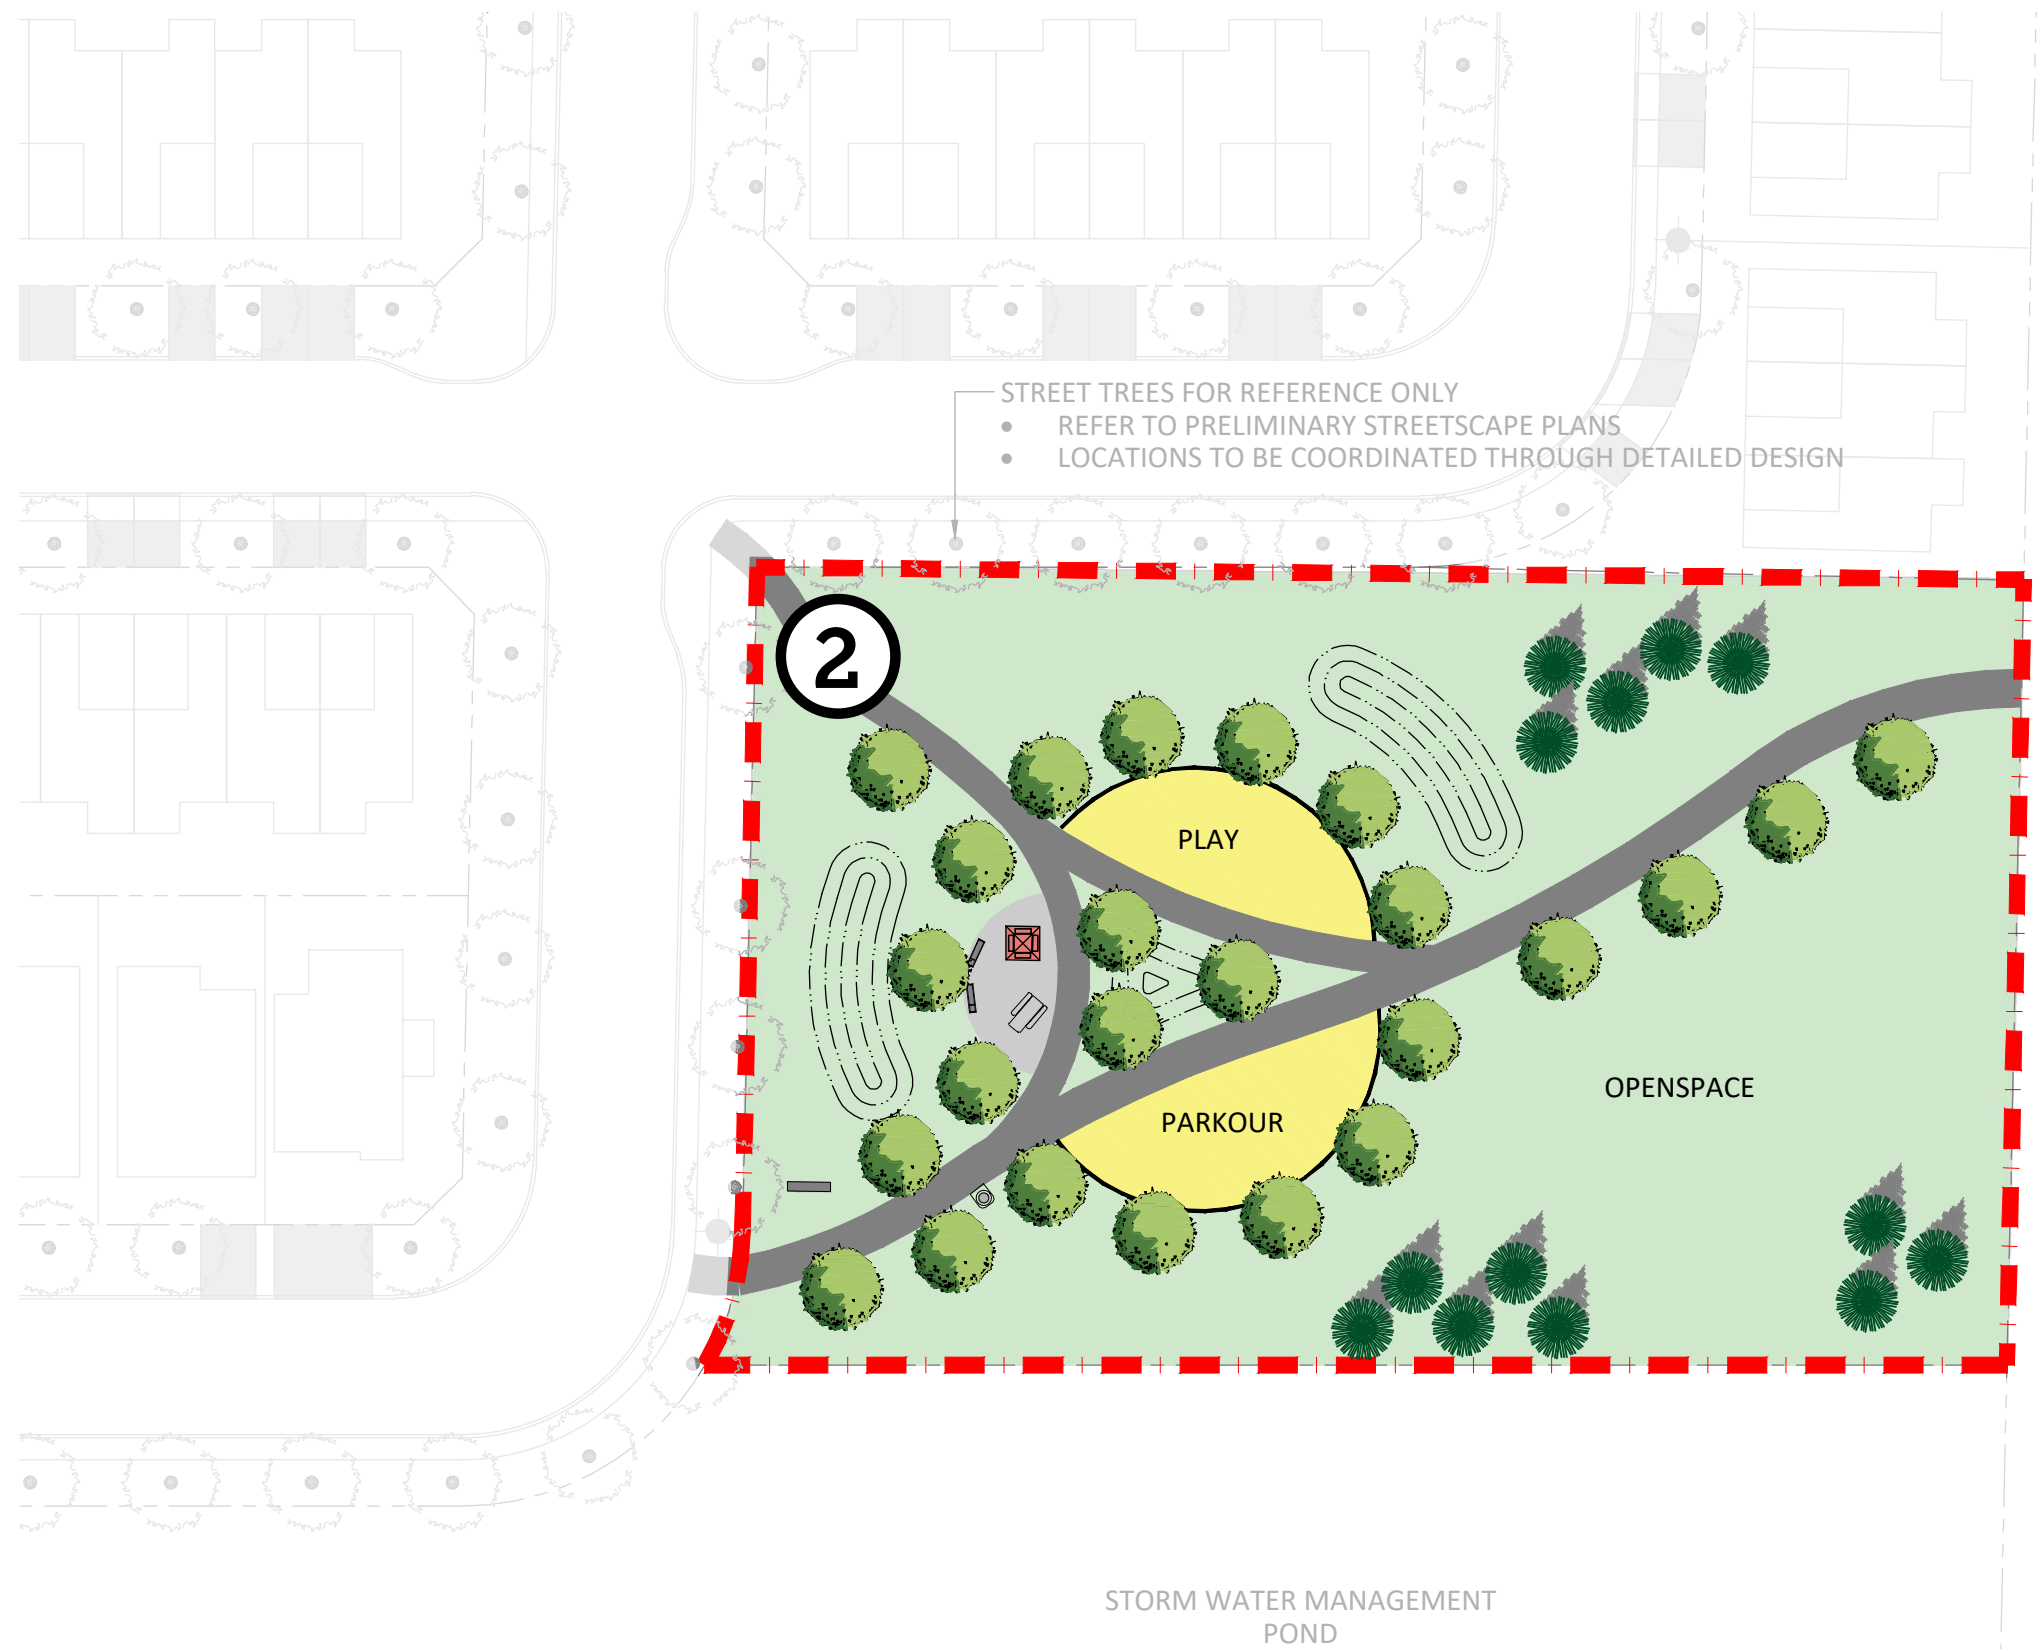 STREET TREES FOR REFERENCE ONLY
• REFER TO PRELIMINARY STREETSCAPE PLANS
• LOCATIONS TO BE COORDINATED THROUGH DETAILED DESIGN
2
PLAY
PARKOUR
OPENSPACE
STORM WATER MANAGEMENT
POND